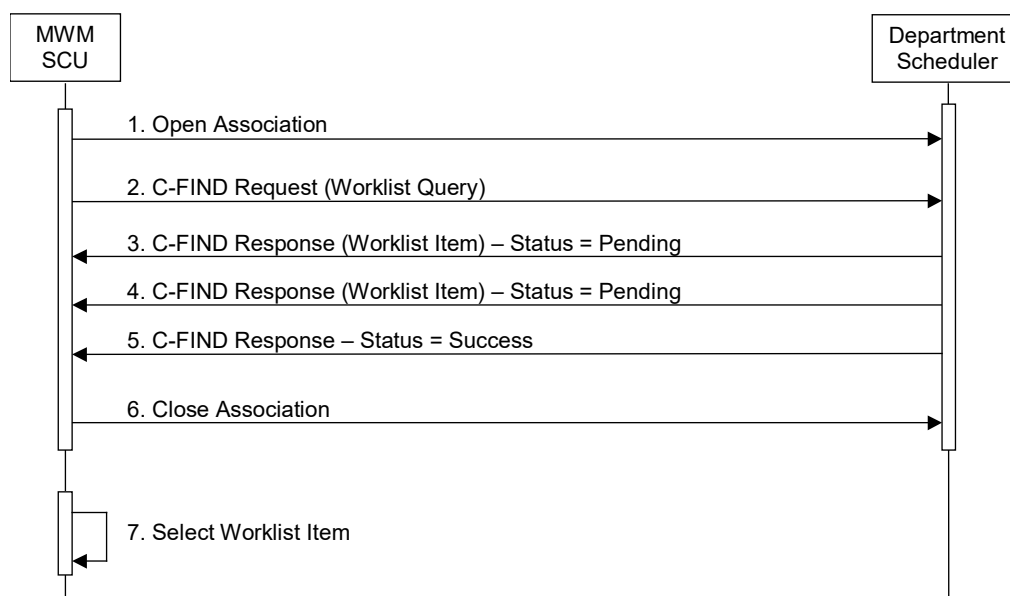 MWM
SCU
Department
Scheduler
1. Open Association
2. C-FIND Request (Worklist Query)
3. C-FIND Response (Worklist Item) – Status = Pending
4. C-FIND Response (Worklist Item) – Status = Pending
5. C-FIND Response – Status = Success
6. Close Association
7. Select Worklist Item